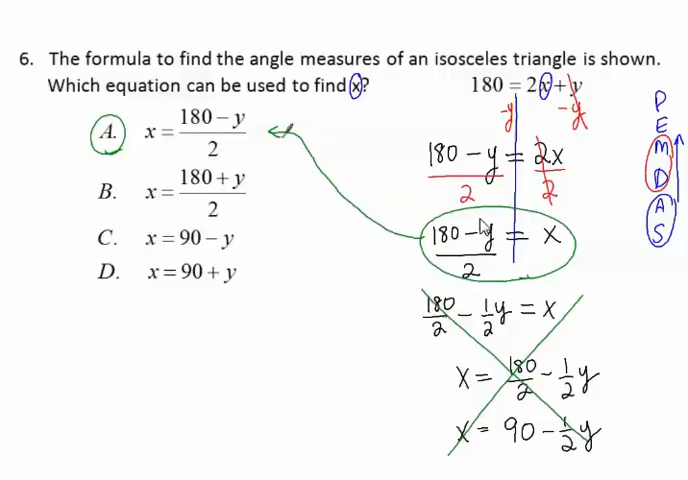 6. The formula to find the angle measures of an isosceles triangle is shown.
Which equation can be used to find x?
180 = 2x + y
-y -y
A. x = (180 − y)/2
B. x = (180 + y)/2
C. x = 90 − y
D. x = 90 + y
180 - y = 2x
2 2
(180 - y)/2 = x
180/2 - 1/2 y = x
x = 180/2 - 1/2 y
x = 90 - 1/2 y
P
E
M
D
A
S